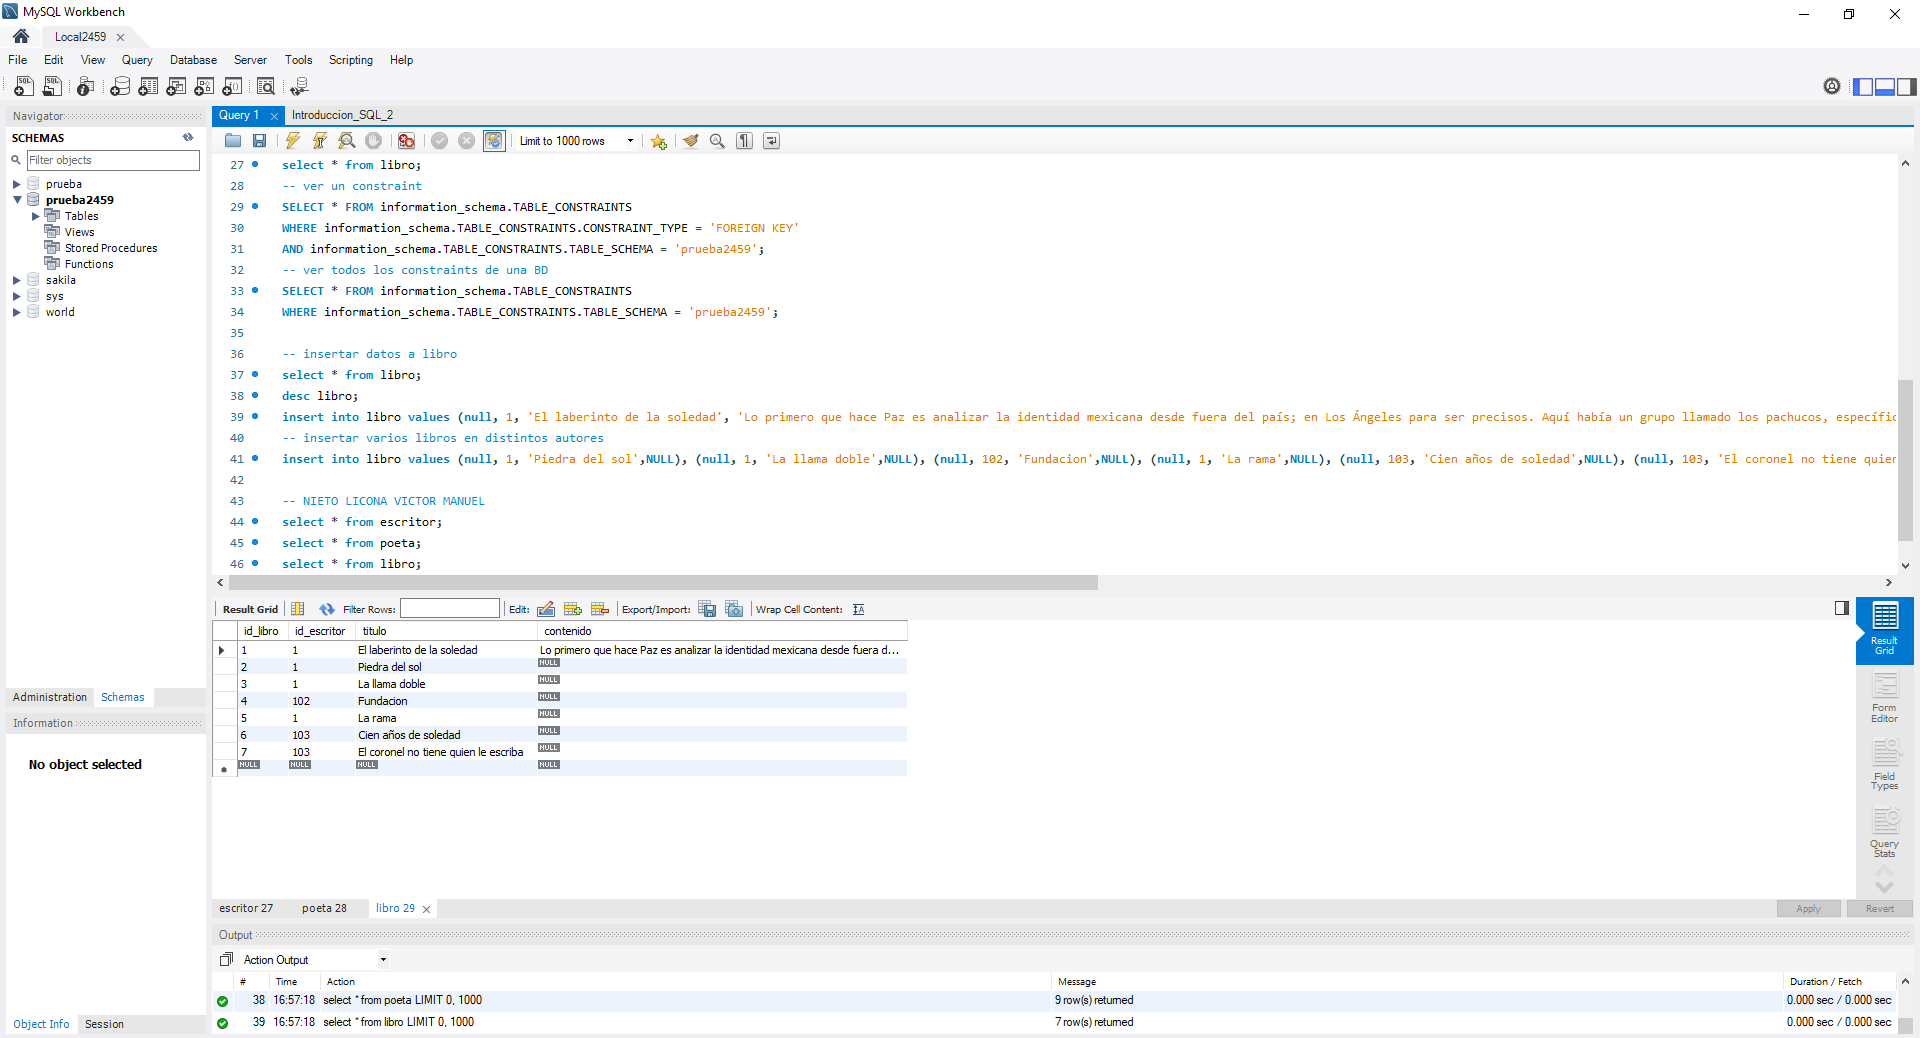 MySQL Workbench
Local2459
File Edit View Query Database Server Tools Scripting Help
Navigator
SCHEMAS
Filter objects
prueba
prueba2459
Tables
Views
Stored Procedures
Functions
sakila
sys
world
Administration Schemas
Information
No object selected
Object Info Session
Query 1 Introduccion_SQL_2
Limit to 1000 rows
27 select * from libro;
28 -- ver un constraint
29 SELECT * FROM information_schema.TABLE_CONSTRAINTS
30 WHERE information_schema.TABLE_CONSTRAINTS.CONSTRAINT_TYPE = 'FOREIGN KEY'
31 AND information_schema.TABLE_CONSTRAINTS.TABLE_SCHEMA = 'prueba2459';
32 -- ver todos los constraints de una BD
33 SELECT * FROM information_schema.TABLE_CONSTRAINTS
34 WHERE information_schema.TABLE_CONSTRAINTS.TABLE_SCHEMA = 'prueba2459';
35
36 -- insertar datos a libro
37 select * from libro;
38 desc libro;
39 insert into libro values (null, 1, 'El laberinto de la soledad', 'Lo primero que hace Paz es analizar la identidad mexicana desde fuera del país; en Los Ángeles para ser precisos. Aquí había un grupo llamado los pachucos, específic
40 -- insertar varios libros en distintos autores
41 insert into libro values (null, 1, 'Piedra del sol',NULL), (null, 1, 'La llama doble',NULL), (null, 102, 'Fundacion',NULL), (null, 1, 'La rama',NULL), (null, 103, 'Cien años de soledad',NULL), (null, 103, 'El coronel no tiene quien
42
43 -- NIETO LICONA VICTOR MANUEL
44 select * from escritor;
45 select * from poeta;
46 select * from libro;
Result Grid Filter Rows: Edit: Export/Import: Wrap Cell Content:
id_libro id_escritor titulo contenido
1 1 El laberinto de la soledad Lo primero que hace Paz es analizar la identidad mexicana desde fuera d...
2 1 Piedra del sol NULL
3 1 La llama doble NULL
4 102 Fundacion NULL
5 1 La rama NULL
6 103 Cien años de soledad NULL
7 103 El coronel no tiene quien le escriba NULL
NULL NULL NULL NULL
Result
Grid
Form
Editor
Field
Types
Query
Stats
escritor 27 poeta 28 libro 29 Apply Revert
Output
Action Output
# Time Action Message Duration / Fetch
38 16:57:18 select * from poeta LIMIT 0, 1000 9 row(s) returned 0.000 sec / 0.000 sec
39 16:57:18 select * from libro LIMIT 0, 1000 7 row(s) returned 0.000 sec / 0.000 sec